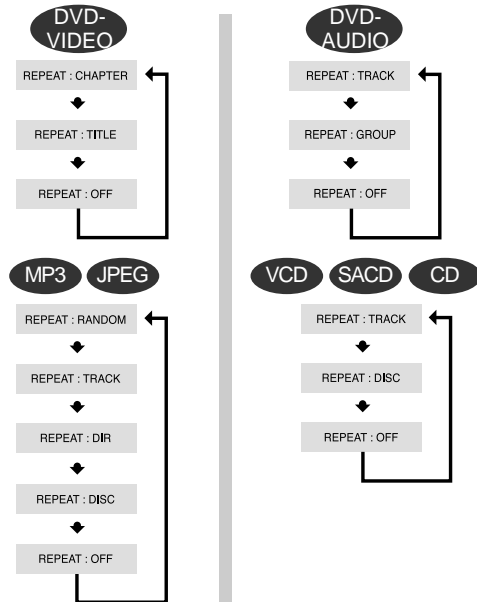 DVD-
VIDEO
REPEAT : CHAPTER
REPEAT : TITLE
REPEAT : OFF
DVD-
AUDIO
REPEAT : TRACK
REPEAT : GROUP
REPEAT : OFF
MP3 JPEG
REPEAT : RANDOM
REPEAT : TRACK
REPEAT : DIR
REPEAT : DISC
REPEAT : OFF
VCD SACD CD
REPEAT : TRACK
REPEAT : DISC
REPEAT : OFF